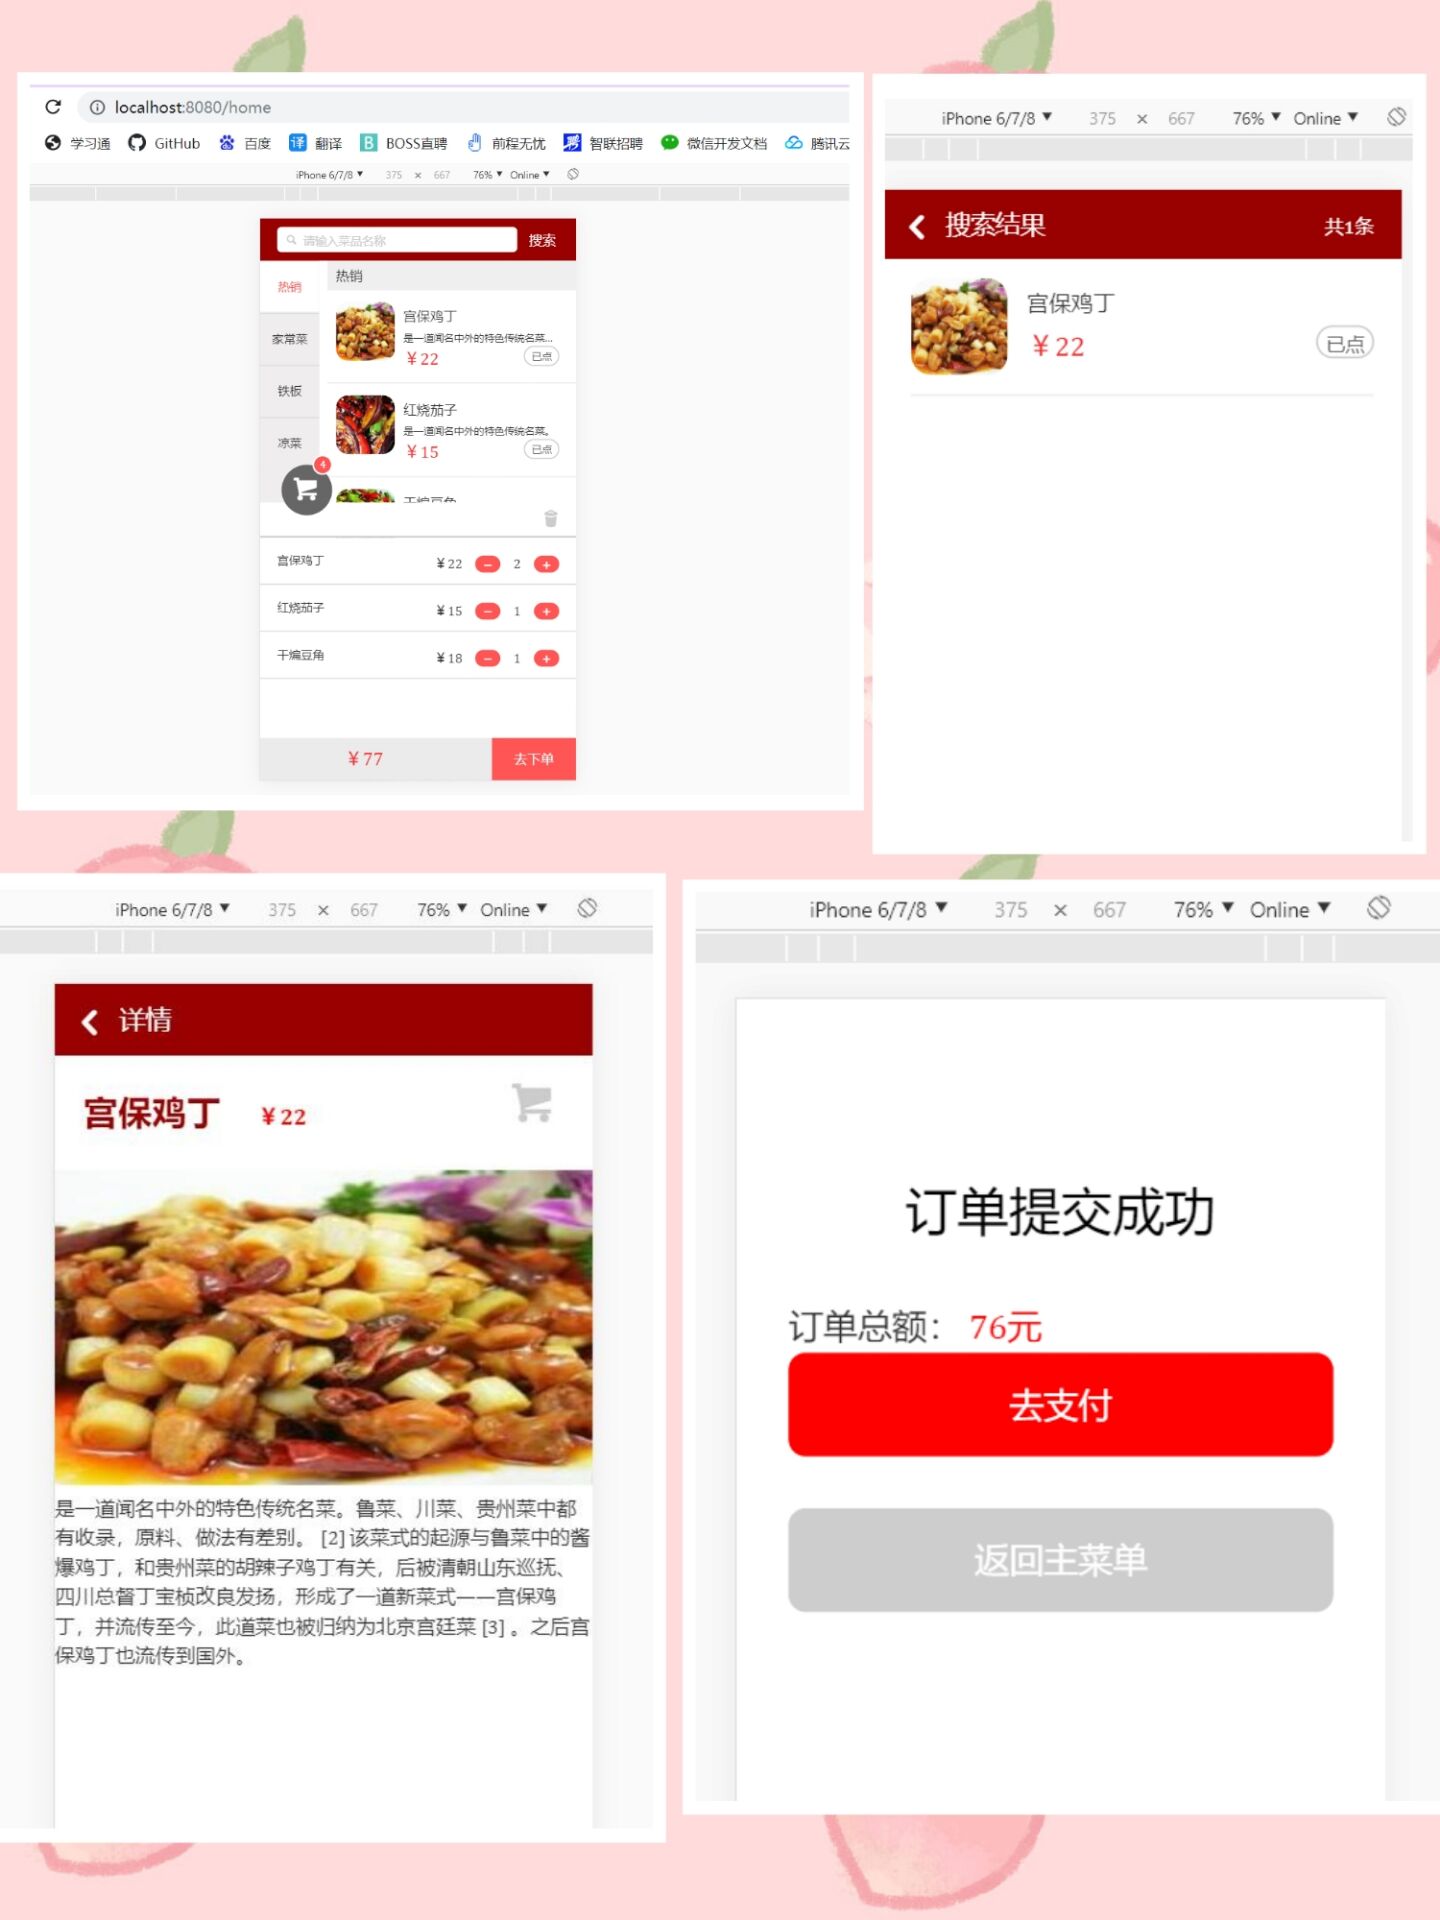 localhost:8080/home
学习通 GitHub 百度 翻译 BOSS直聘 前程无忧 智联招聘 微信开发文档 腾讯云
iPhone 6/7/8 375 × 667 76% Online
请输入菜品名称 搜索
热销
热销
家常菜
铁板
凉菜
宫保鸡丁
是一道闻名中外的特色传统名菜...
¥22 已点
红烧茄子
是一道闻名中外的特色传统名菜。
¥15 已点
4
宫保鸡丁 ¥22 − 2 +
红烧茄子 ¥15 − 1 +
干煸豆角 ¥18 − 1 +
¥77 去下单
iPhone 6/7/8 375 × 667 76% Online
搜索结果 共1条
宫保鸡丁
¥22 已点
iPhone 6/7/8 375 × 667 76% Online
详情
宫保鸡丁 ¥22
是一道闻名中外的特色传统名菜。鲁菜、川菜、贵州菜中都
有收录，原料、做法有差别。 [2] 该菜式的起源与鲁菜中的酱
爆鸡丁，和贵州菜的胡辣子鸡丁有关，后被清朝山东巡抚、
四川总督丁宝桢改良发扬，形成了一道新菜式——宫保鸡
丁，并流传至今，此道菜也被归纳为北京宫廷菜 [3] 。之后宫
保鸡丁也流传到国外。
iPhone 6/7/8 375 × 667 76% Online
订单提交成功
订单总额： 76元
去支付
返回主菜单